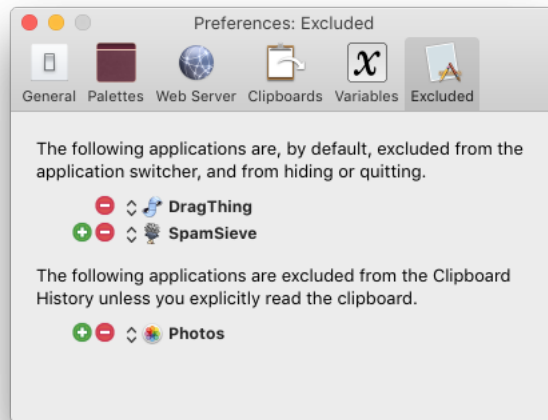 Preferences: Excluded
General Palettes Web Server Clipboards Variables Excluded
The following applications are, by default, excluded from the
application switcher, and from hiding or quitting.
DragThing
SpamSieve
The following applications are excluded from the Clipboard
History unless you explicitly read the clipboard.
Photos